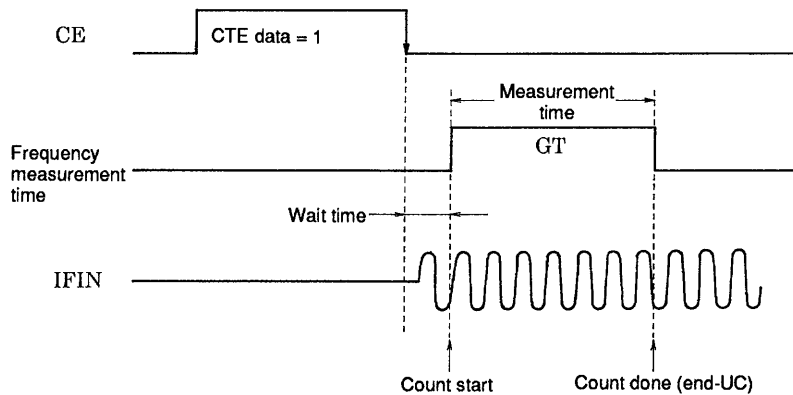 CE
CTE data = 1
Measurement
time
GT
Frequency
measurement
time
Wait time
IFIN
Count start
Count done (end-UC)